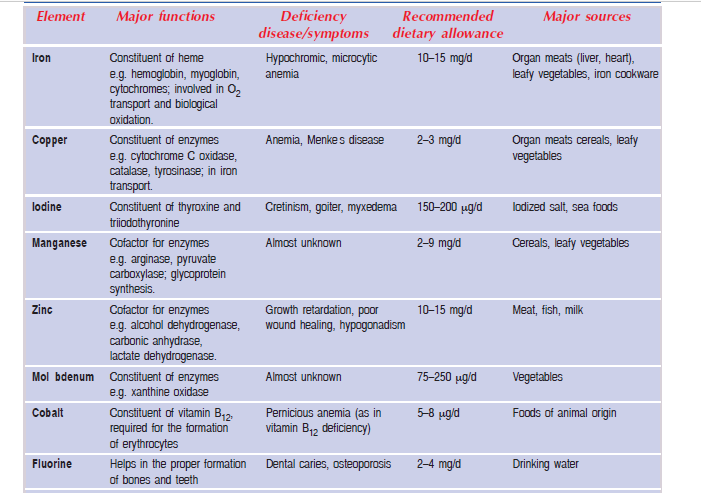 Element Major functions Deficiency Recommended Major sources
disease/symptoms dietary allowance
Iron Constituent of heme Hypochromic, microcytic 10–15 mg/d Organ meats (liver, heart),
e.g. hemoglobin, myoglobin, anemia leafy vegetables, iron cookware
cytochromes; involved in O2
transport and biological
oxidation.
Copper Constituent of enzymes Anemia, Menke s disease 2–3 mg/d Organ meats cereals, leafy
e.g. cytochrome C oxidase, vegetables
catalase, tyrosinase; in iron
transport.
Iodine Constituent of thyroxine and Cretinism, goiter, myxedema 150–200 μg/d Iodized salt, sea foods
triiodothyronine
Manganese Cofactor for enzymes Almost unknown 2–9 mg/d Cereals, leafy vegetables
e.g. arginase, pyruvate
carboxylase; glycoprotein
synthesis.
Zinc Cofactor for enzymes Growth retardation, poor 10–15 mg/d Meat, fish, milk
e.g. alcohol dehydrogenase, wound healing, hypogonadism
carbonic anhydrase,
lactate dehydrogenase.
Mol bdenum Constituent of enzymes Almost unknown 75–250 μg/d Vegetables
e.g. xanthine oxidase
Cobalt Constituent of vitamin B12, Pernicious anemia (as in 5–8 μg/d Foods of animal origin
required for the formation vitamin B12 deficiency)
of erythrocytes
Fluorine Helps in the proper formation Dental caries, osteoporosis 2–4 mg/d Drinking water
of bones and teeth